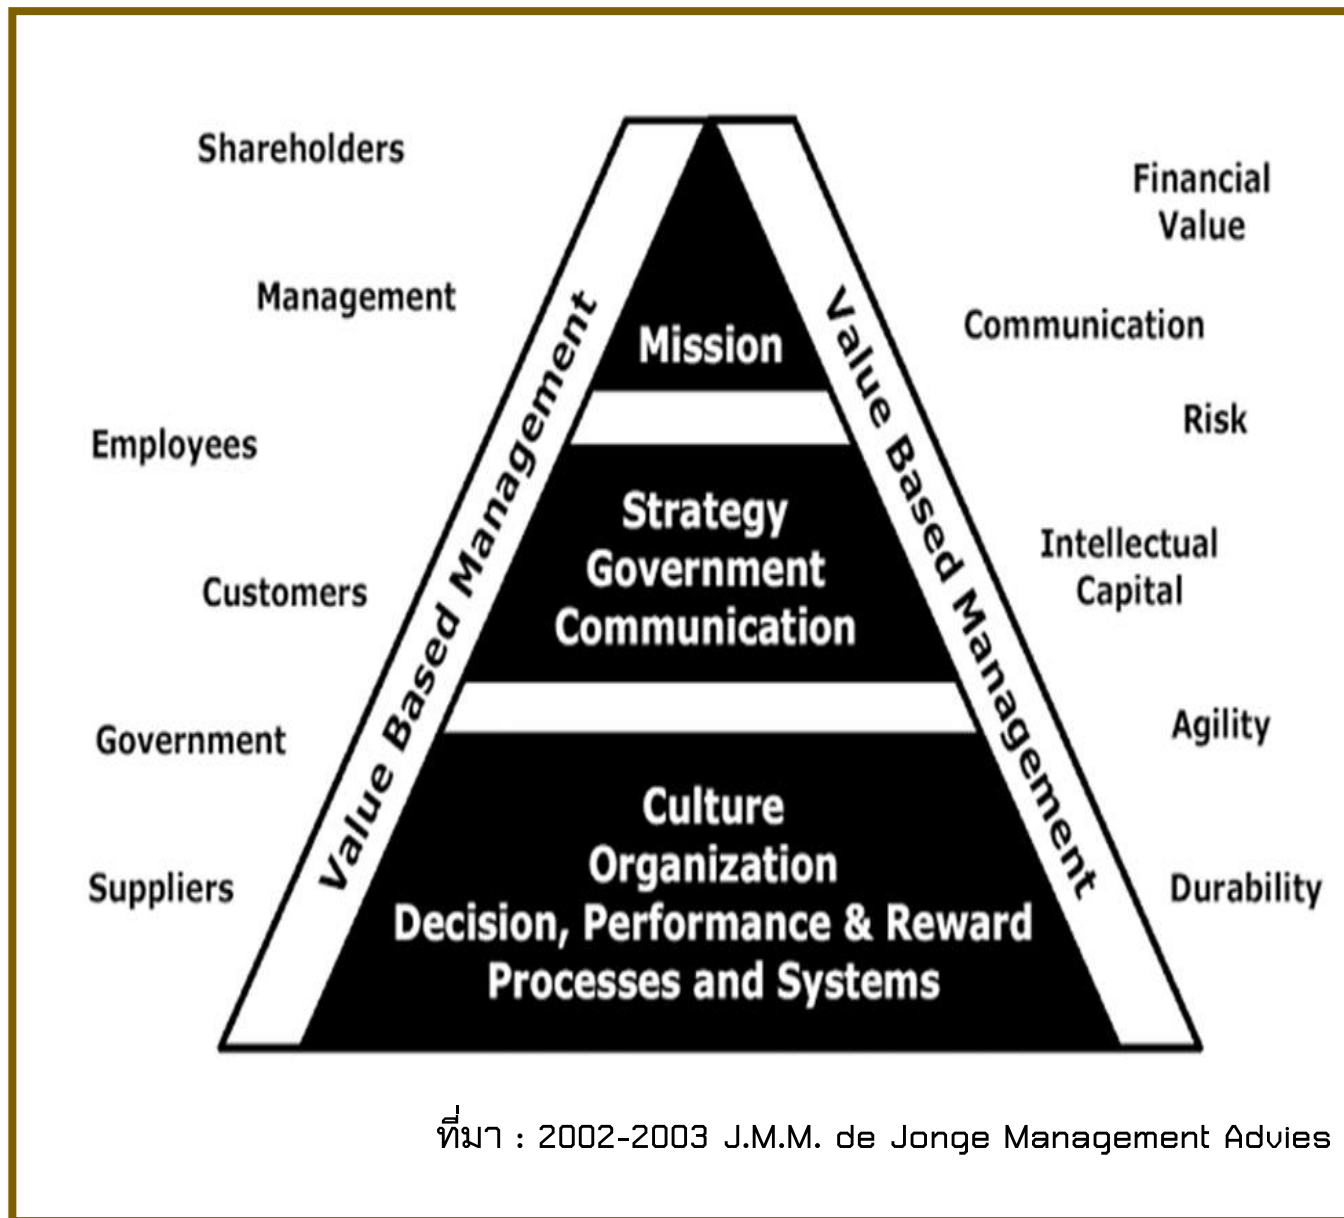 Shareholders
Management
Employees
Customers
Government
Suppliers
Value Based Management
Mission
Strategy
Government
Communication
Culture
Organization
Decision, Performance & Reward
Processes and Systems
Value Based Management
Financial
Value
Communication
Risk
Intellectual
Capital
Agility
Durability
ที่มา : 2002-2003 J.M.M. de Jonge Management Advies